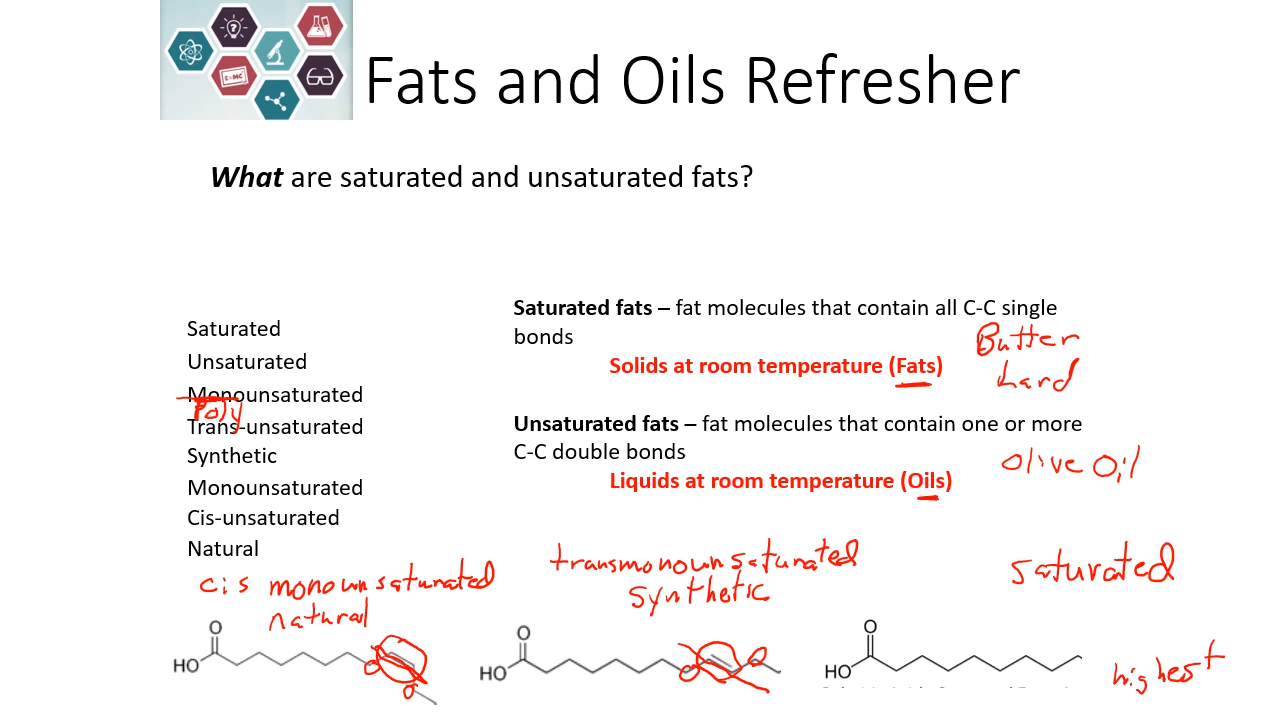 E=MC
Fats and Oils Refresher
What are saturated and unsaturated fats?
Saturated
Unsaturated
Monounsaturated
Poly
Trans-unsaturated
Synthetic
Monounsaturated
Cis-unsaturated
Natural
Saturated fats – fat molecules that contain all C-C single
bonds
Solids at room temperature (Fats)
Butter
hard
Unsaturated fats – fat molecules that contain one or more
C-C double bonds
Liquids at room temperature (Oils)
olive oil
cis monounsaturated
natural
transmonounsaturated
synthetic
saturated
O
HO
O
HO
O
HO
highest